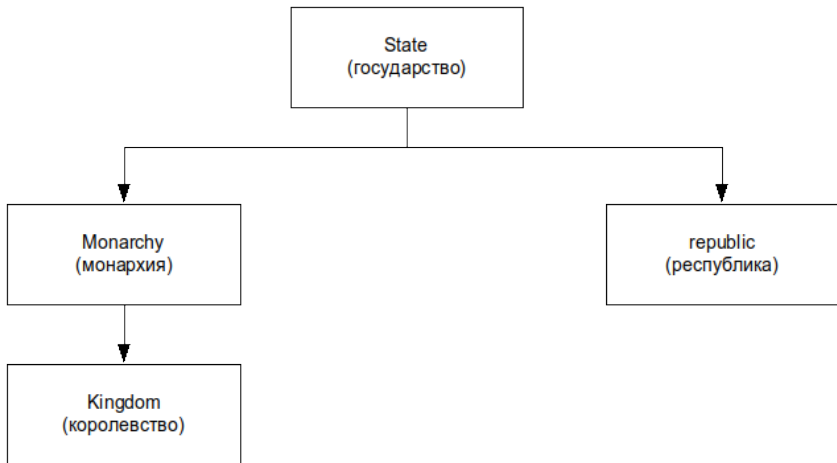 State
(государство)
Monarchy
(монархия)
republic
(республика)
Kingdom
(королевство)